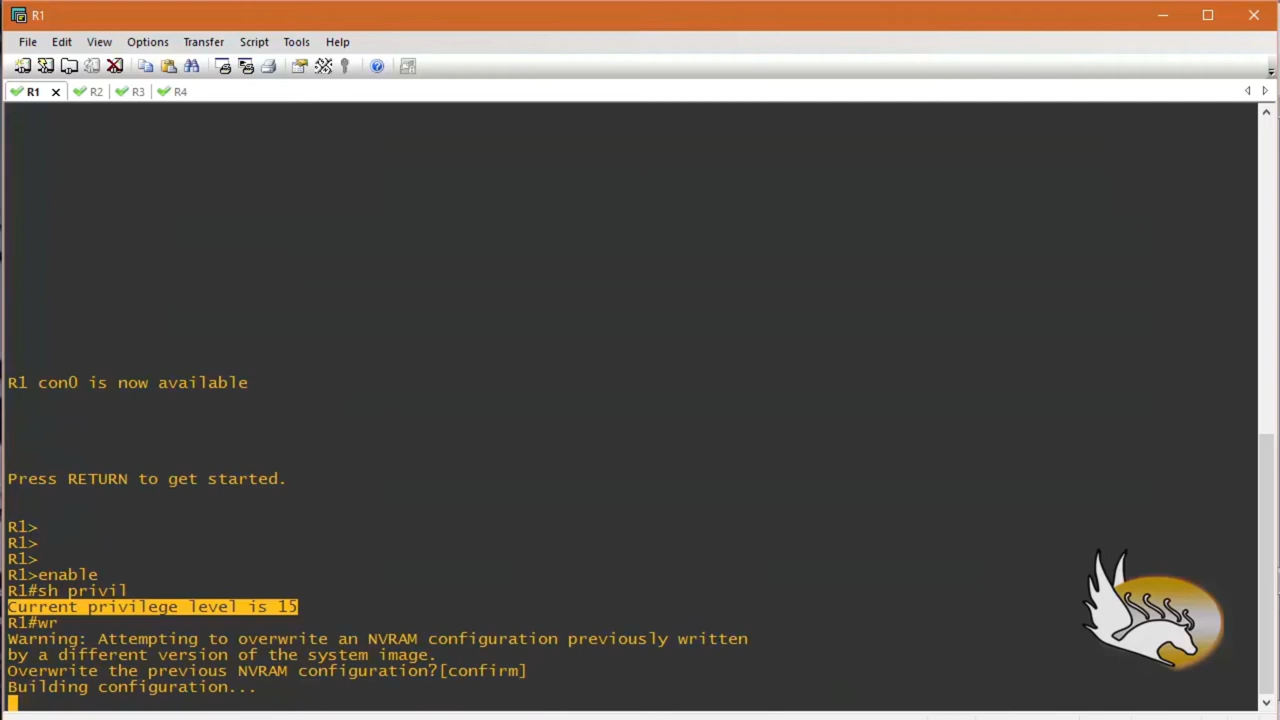 R1
File Edit View Options Transfer Script Tools Help
R1 R2 R3 R4
R1 con0 is now available
Press RETURN to get started.
R1>
R1>
R1>
R1>enable
R1#sh privil
Current privilege level is 15
R1#wr
Warning: Attempting to overwrite an NVRAM configuration previously written
by a different version of the system image.
Overwrite the previous NVRAM configuration?[confirm]
Building configuration...